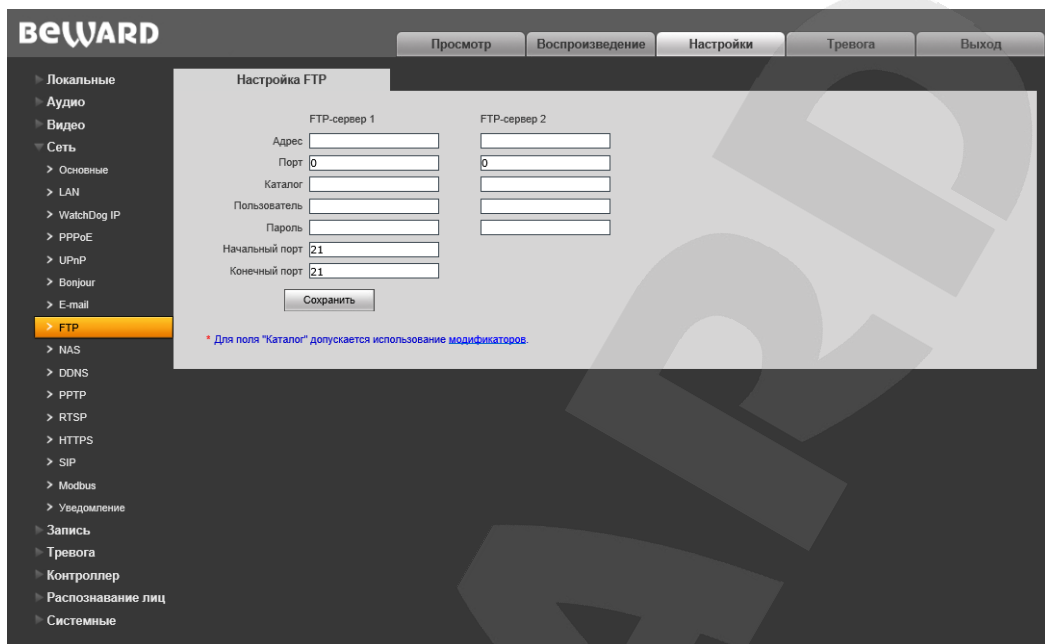 BEWARD
Просмотр
Воспроизведение
Настройки
Тревога
Выход
Локальные
Аудио
Видео
Сеть
Основные
LAN
WatchDog IP
PPPoE
UPnP
Bonjour
E-mail
FTP
NAS
DDNS
PPTP
RTSP
HTTPS
SIP
Modbus
Уведомление
Запись
Тревога
Контроллер
Распознавание лиц
Системные
Настройка FTP
FTP-сервер 1 FTP-сервер 2
Адрес
Порт 0 0
Каталог
Пользователь
Пароль
Начальный порт 21
Конечный порт 21
Сохранить
* Для поля "Каталог" допускается использование модификаторов.